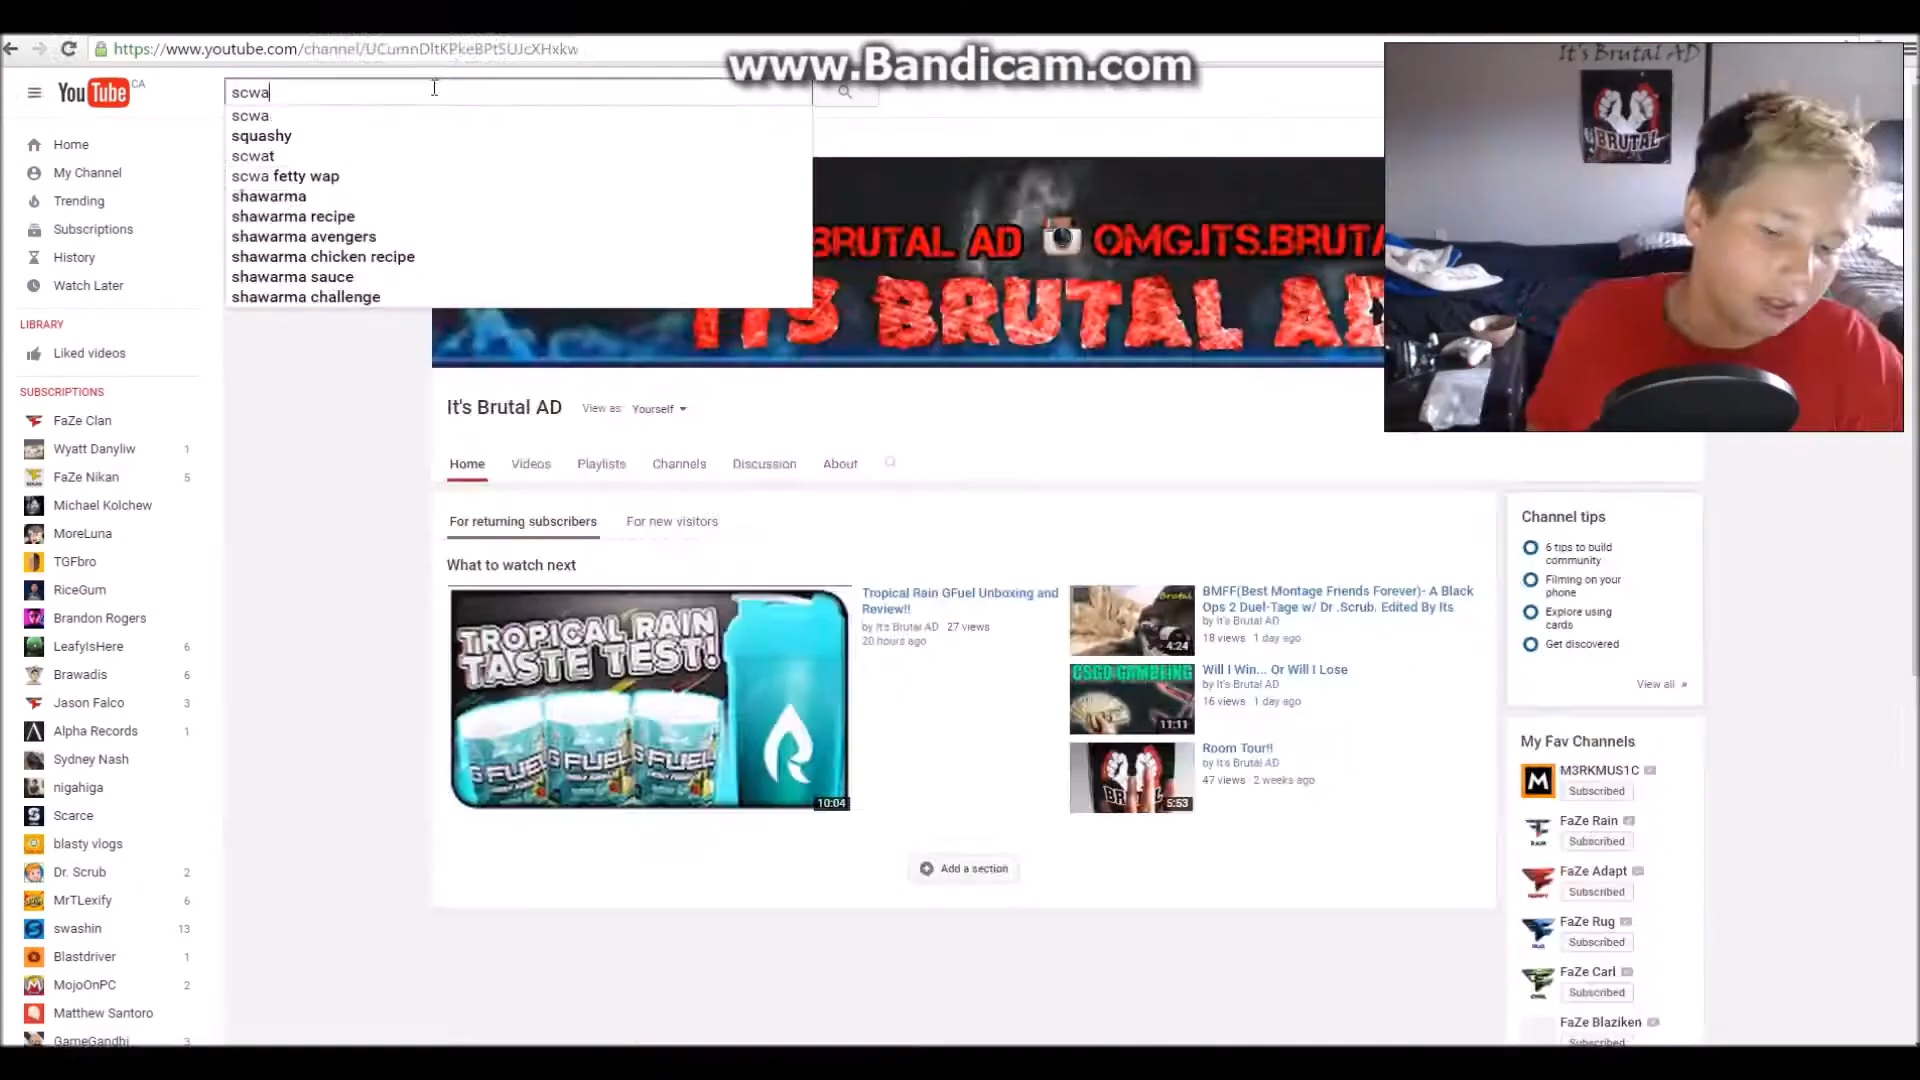 https://www.youtube.com/channel/UCumnDltKPkeBPtSUJcXHxkw
www.Bandicam.com
It's Brutal AD
BRUTAL
YouTube CA
scwa
scwa
squashy
scwat
scwa fetty wap
shawarma
shawarma recipe
shawarma avengers
shawarma chicken recipe
shawarma sauce
shawarma challenge
Home
My Channel
Trending
Subscriptions
History
Watch Later
LIBRARY
Liked videos
SUBSCRIPTIONS
FaZe Clan
Wyatt Danyliw 1
FaZe Nikan 5
Michael Kolchew
MoreLuna
TGFbro
RiceGum
Brandon Rogers
LeafyIsHere 6
Brawadis 6
Jason Falco 3
Alpha Records 1
Sydney Nash
nigahiga
Scarce
blasty vlogs
Dr. Scrub 2
MrTLexify 6
swashin 13
Blastdriver 1
MojoOnPC 2
Matthew Santoro
GameGandhi 3
BRUTAL AD OMG.ITS.BRUTA
ITS BRUTAL AD
It's Brutal AD View as: Yourself
Home Videos Playlists Channels Discussion About
For returning subscribers For new visitors
What to watch next
TROPICAL RAIN
TASTE TEST!
G FUEL
G FUEL
G FUEL
10:04
Tropical Rain GFuel Unboxing and
Review!!
by It's Brutal AD 27 views
20 hours ago
Brutal
4:24
BMFF(Best Montage Friends Forever)- A Black
Ops 2 Duel-Tage w/ Dr .Scrub. Edited By Its
by It's Brutal AD
18 views 1 day ago
CSGO GAMBLING
11:11
Will I Win... Or Will I Lose
by It's Brutal AD
16 views 1 day ago
5:53
Room Tour!!
by It's Brutal AD
47 views 2 weeks ago
Add a section
Channel tips
6 tips to build
community
Filming on your
phone
Explore using
cards
Get discovered
View all »
My Fav Channels
M3RKMUS1C
Subscribed
FaZe Rain
Subscribed
FaZe Adapt
Subscribed
FaZe Rug
Subscribed
FaZe Carl
Subscribed
FaZe Blaziken
Subscribed